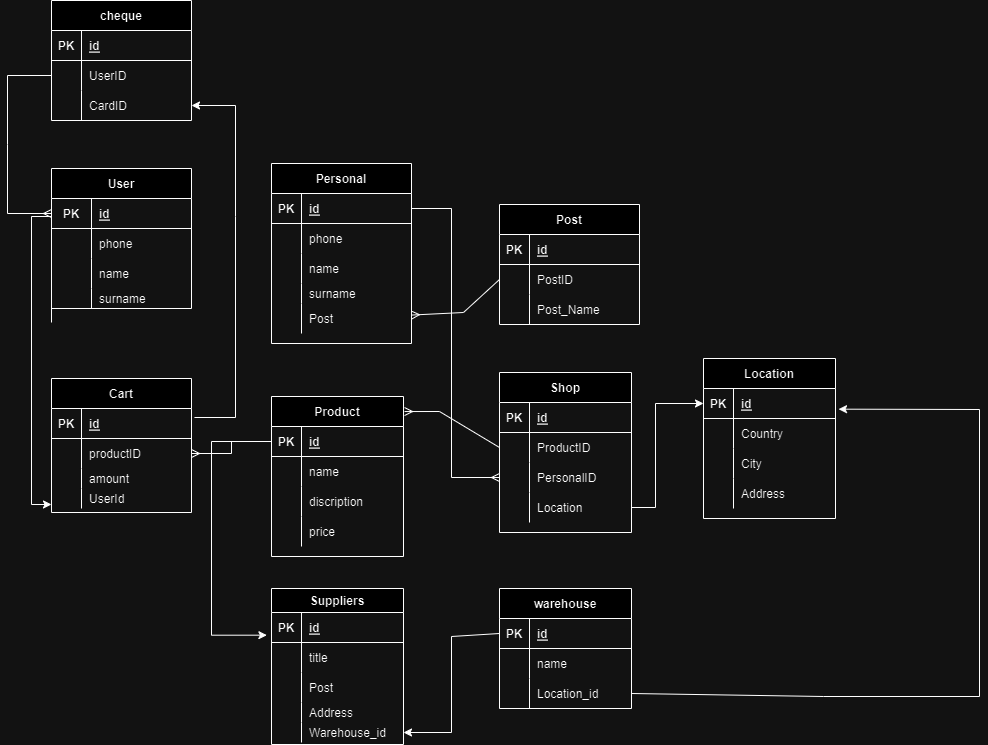 cheque
PK id
UserID
CardID
User
PK id
phone
name
surname
Cart
PK id
productID
amount
UserId
Personal
PK id
phone
name
surname
Post
Product
PK id
name
discription
price
Suppliers
PK id
title
Post
Address
Warehouse_id
Post
PK id
PostID
Post_Name
Shop
PK id
ProductID
PersonalID
Location
warehouse
PK id
name
Location_id
Location
PK id
Country
City
Address